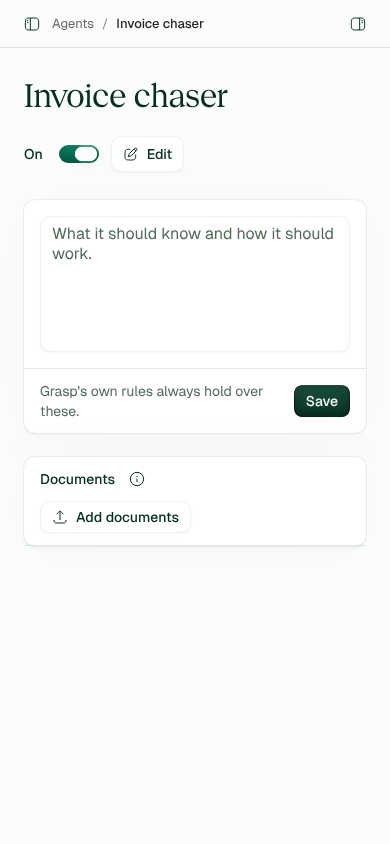 Agents / Invoice chaser
Invoice chaser
On
Edit
What it should know and how it should
work.
Grasp's own rules always hold over
these.
Save
Documents
Add documents